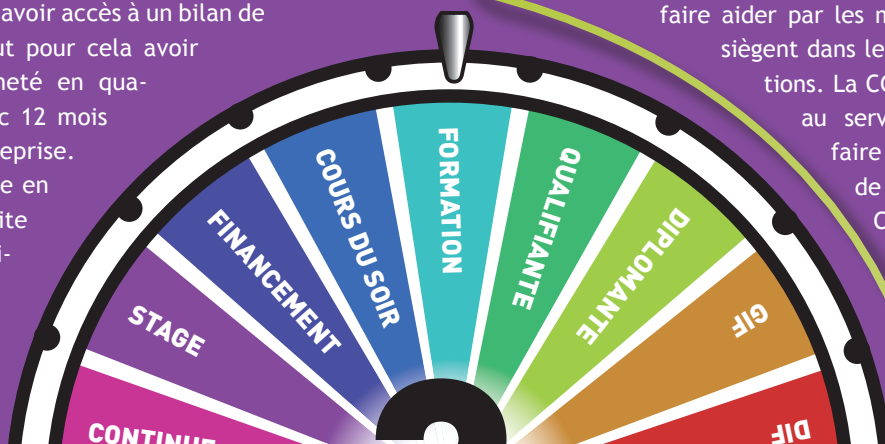 avoir accès à un bilan de
ut pour cela avoir
neté en qua-
c 12 mois
eprise.
e en
ite
i-
faire aider par les m
siègent dans le
tions. La CC
au serv
faire
de
C
CONTINUE
STAGE
FINANCEMENT
COURS DU SOIR
FORMATION
QUALIFIANTE
DIPLOMANTE
GIF
DIF